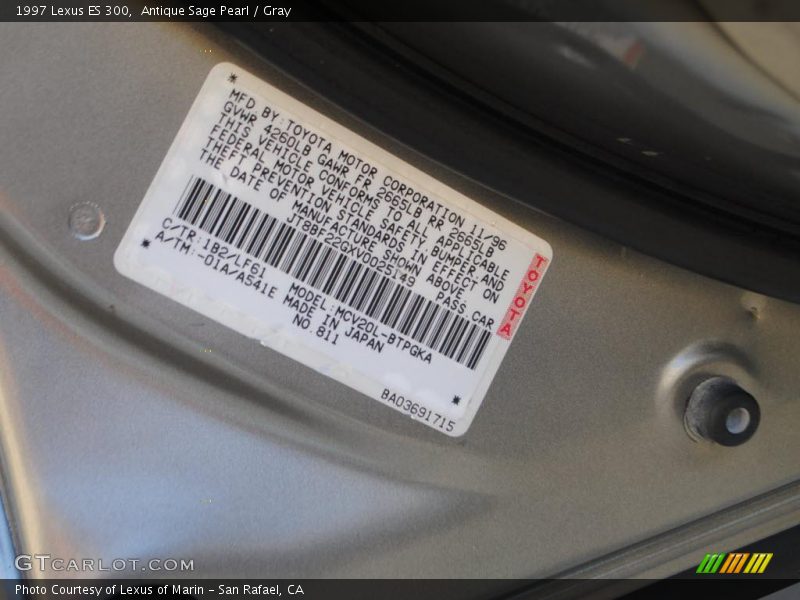 1997 Lexus ES 300,  Antique Sage Pearl / Gray
MFD BY: TOYOTA MOTOR CORPORATION 11/96
GVWR 4260LB GAWR FR 2665LB RR 2665LB
THIS VEHICLE CONFORMS TO ALL APPLICABLE
FEDERAL MOTOR VEHICLE SAFETY, BUMPER, AND
THEFT PREVENTION STANDARDS IN EFFECT ON
DATE OF MANUFACTURE SHOWN ABOVE.
JT8BF22GXV0025149 PASS.CAR
C/TR:1B2/LF61 MODEL:MCV20L-BTPGKA
A/TM:-01A/A541E MADE IN JAPAN
NO.811
BA03691715
TOYOTA
GTCARLOT.COM
Photo Courtesy of Lexus of Marin - San Rafael, CA